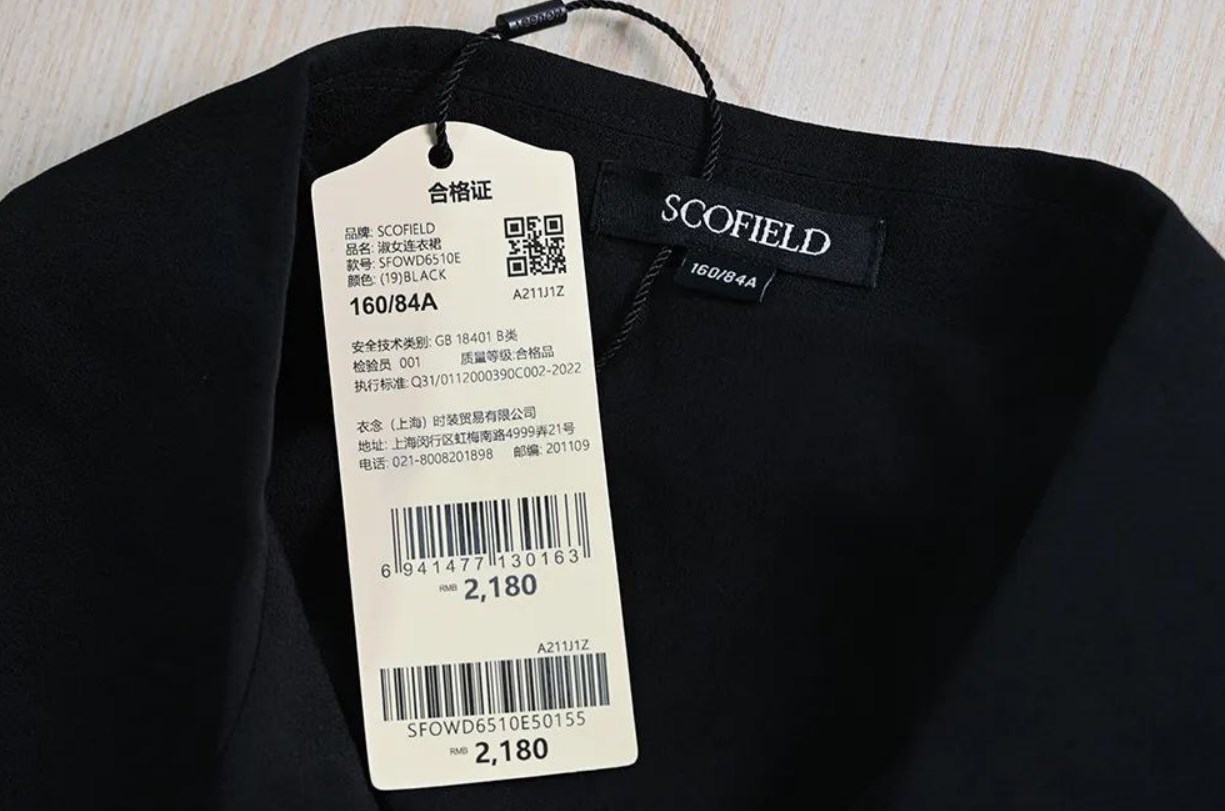 合格证
品牌: SCOFIELD
品名: 淑女连衣裙
款号: SFOWD6510E
颜色: (19)BLACK
160/84A
A211J1Z
安全技术类别: GB 18401 B类
检验员 001 质量等级:合格品
执行标准: Q31/0112000390C002-2022
衣念（上海）时装贸易有限公司
地址: 上海闵行区虹梅南路4999弄21号
电话: 021-8008201898 邮编: 201109
6 941477 130163
RMB 2,180
A211J1Z
SFOWD6510E50155
RMB 2,180
SCOFIELD
160/84A